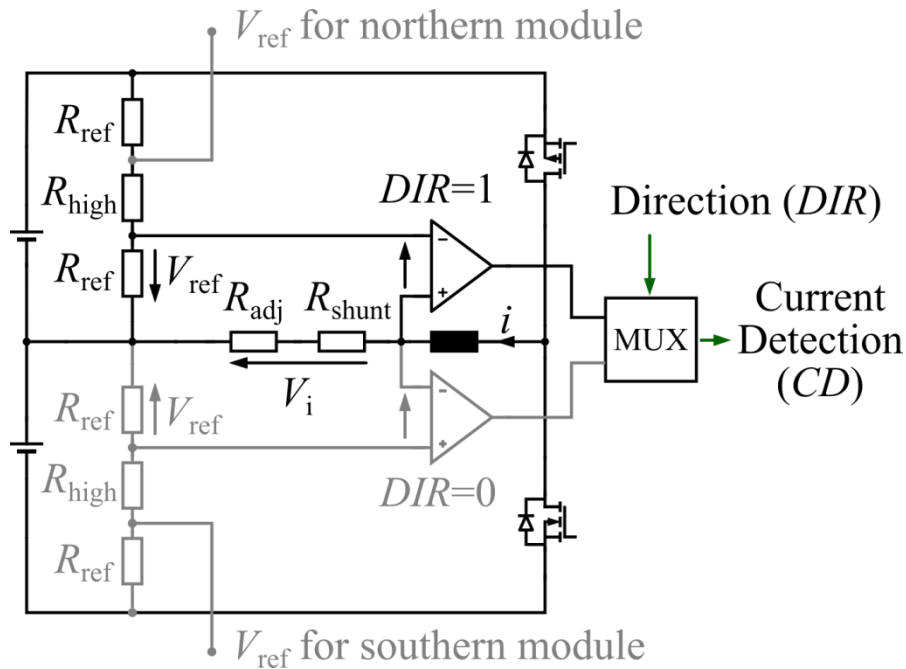 V_ref for northern module
R_ref
R_high
DIR=1
Direction (DIR)
R_ref
V_ref
R_adj
R_shunt
i
MUX
Current
Detection
(CD)
V_i
R_ref
V_ref
R_high
DIR=0
R_ref
V_ref for southern module